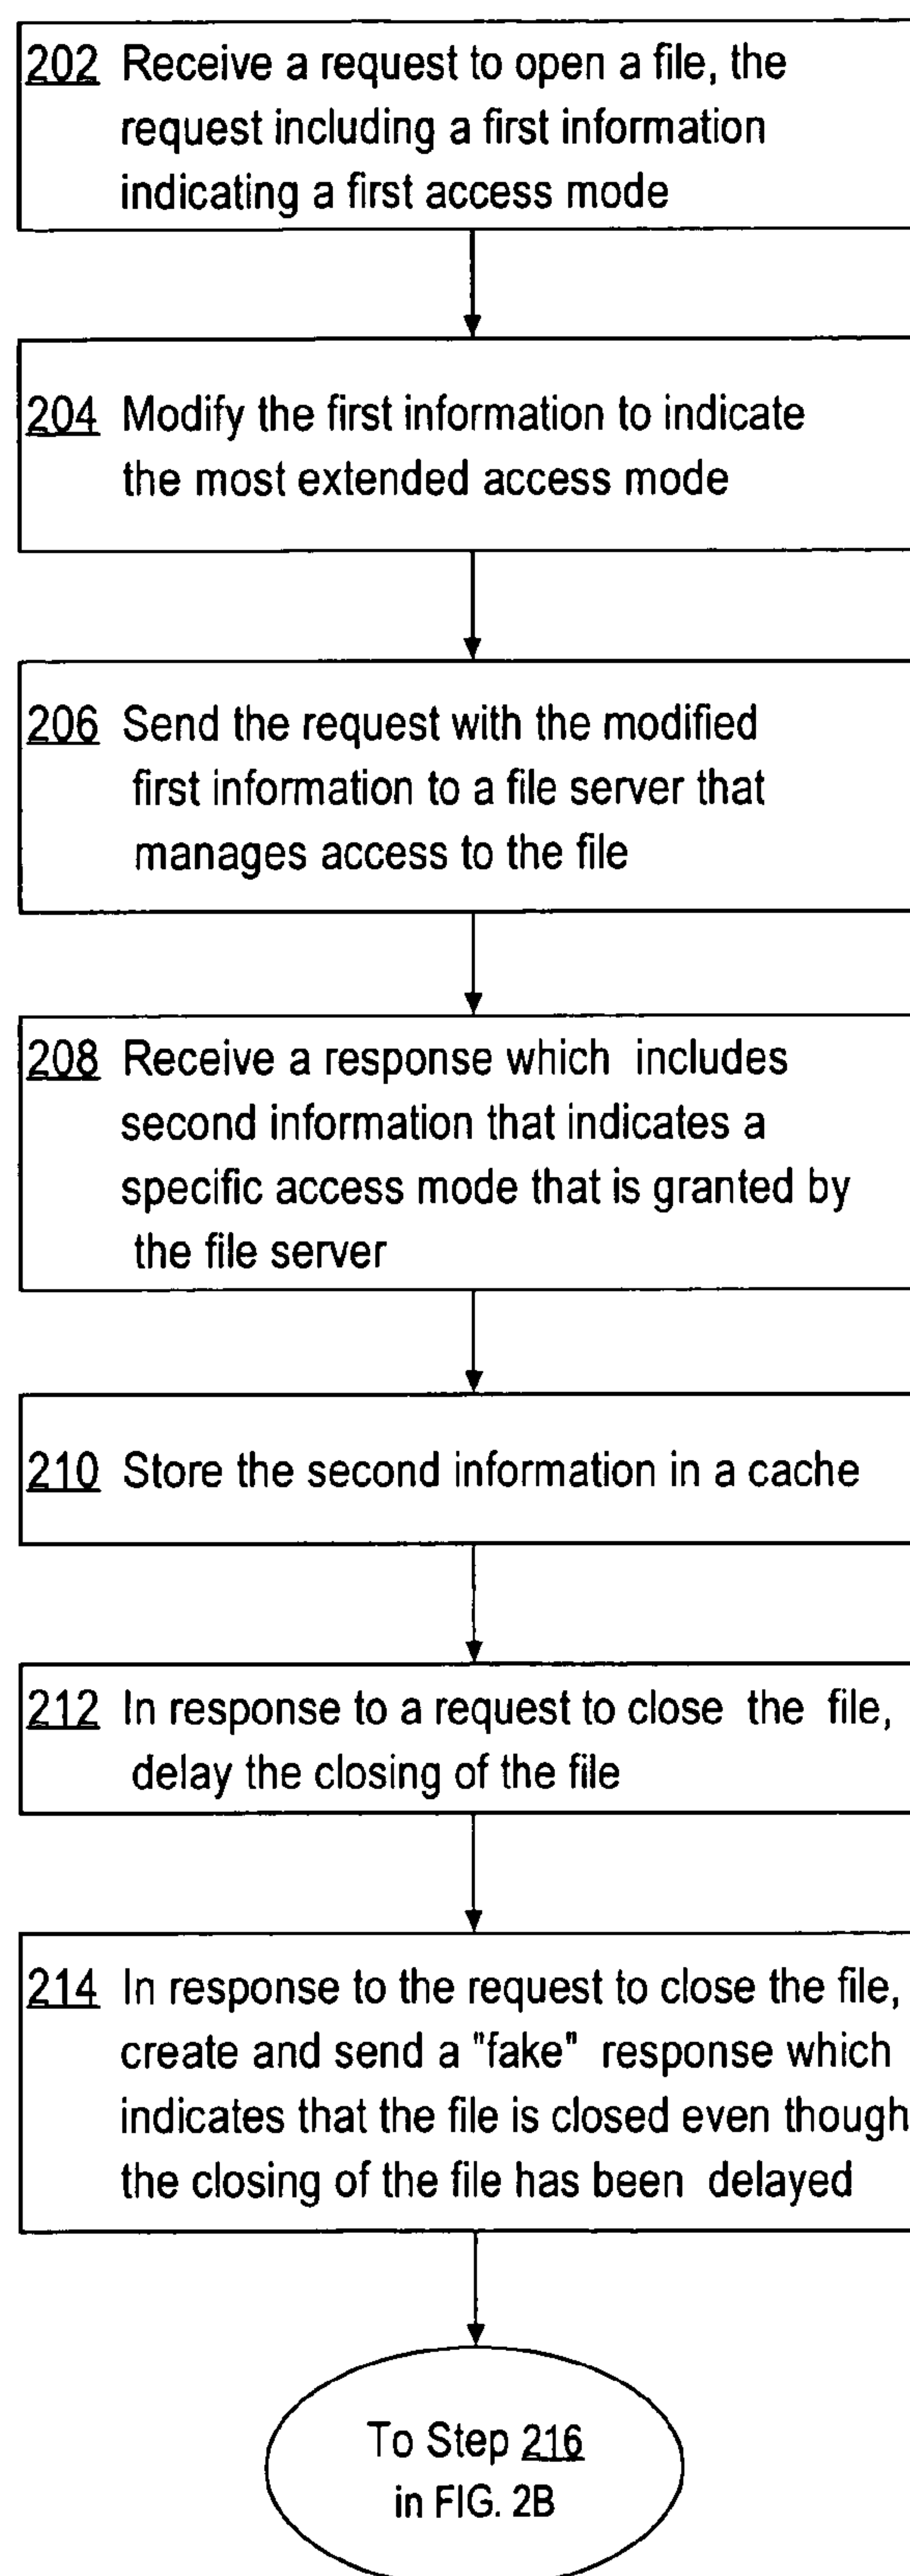 202 Receive a request to open a file, the
request including a first information
indicating a first access mode
204 Modify the first information to indicate
the most extended access mode
206 Send the request with the modified
first information to a file server that
manages access to the file
208 Receive a response which includes
second information that indicates a
specific access mode that is granted by
the file server
210 Store the second information in a cache
212 In response to a request to close the file,
delay the closing of the file
214 In response to the request to close the file,
create and send a "fake" response which
indicates that the file is closed even though
the closing of the file has been delayed
To Step 216
in FIG. 2B